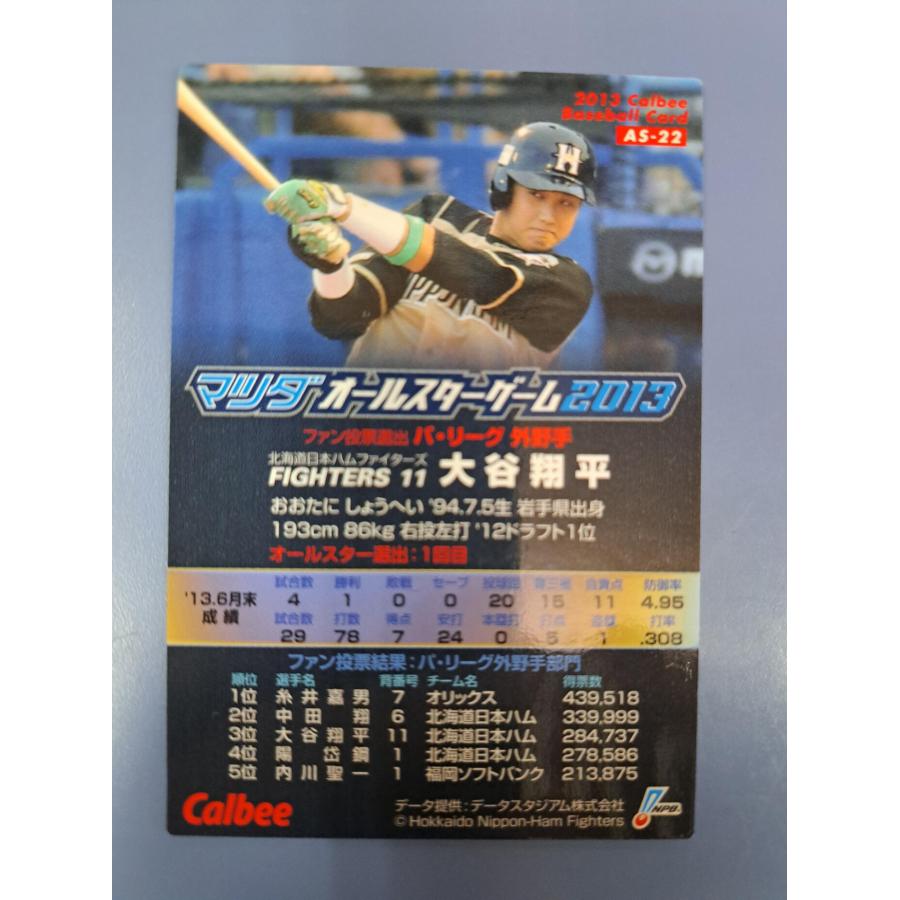 2013 Calbee
Baseball Card
AS-22
H
NIPPON HAM
マツダ オールスターゲーム 2013
ファン投票選出 パ・リーグ 外野手
北海道日本ハムファイターズ
FIGHTERS 11 大谷翔平
おおたに しょうへい '94.7.5生 岩手県出身
193cm 86kg 右投左打 '12ドラフト1位
オールスター選出：1回目
試合数 勝利 敗戦 セーブ 投球回 奪三振 自責点 防御率
'13.6月末 4 1 0 0 20 15 11 4.95
成績 試合数 打数 得点 安打 本塁打 打点 盗塁 打率
29 78 7 24 0 5 1 .308
ファン投票結果：パ・リーグ外野手部門
順位 選手名 背番号 チーム名 得票数
1位 糸井嘉男 7 オリックス 439,518
2位 中田 翔 6 北海道日本ハム 339,999
3位 大谷翔平 11 北海道日本ハム 284,737
4位 陽 岱鋼 1 北海道日本ハム 278,586
5位 内川聖一 1 福岡ソフトバンク 213,875
Calbee
データ提供：データスタジアム株式会社
©Hokkaido Nippon-Ham Fighters
NPB